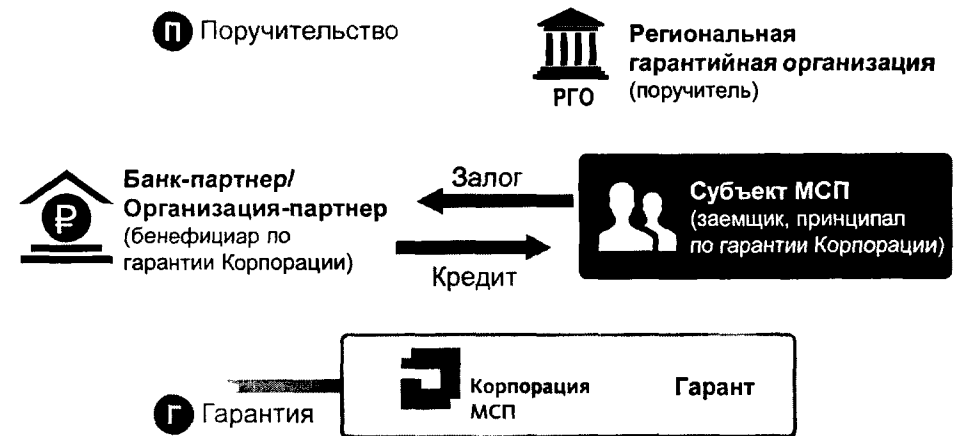 П Поручительство
Региональная
гарантийная организация
(поручитель)
РГО
Банк-партнер/
Организация-партнер
(бенефициар по
гарантии Корпорации)
Залог
Кредит
Субъект МСП
(заемщик, принципал
по гарантии Корпорации)
Корпорация
МСП
Гарант
Г Гарантия